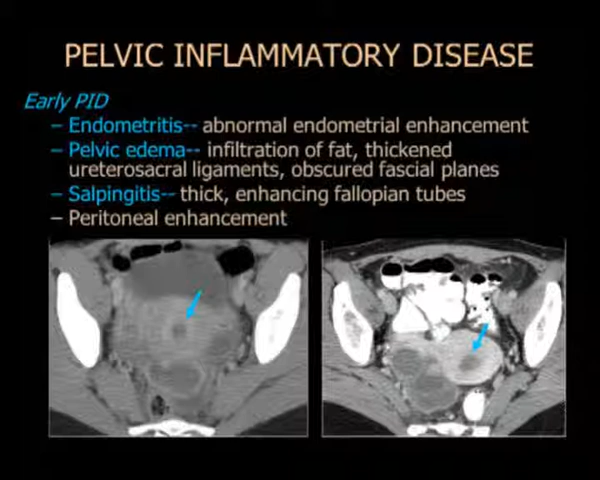 PELVIC INFLAMMATORY DISEASE
Early PID
– Endometritis-- abnormal endometrial enhancement
– Pelvic edema-- infiltration of fat, thickened
ureterosacral ligaments, obscured fascial planes
– Salpingitis-- thick, enhancing fallopian tubes
– Peritoneal enhancement